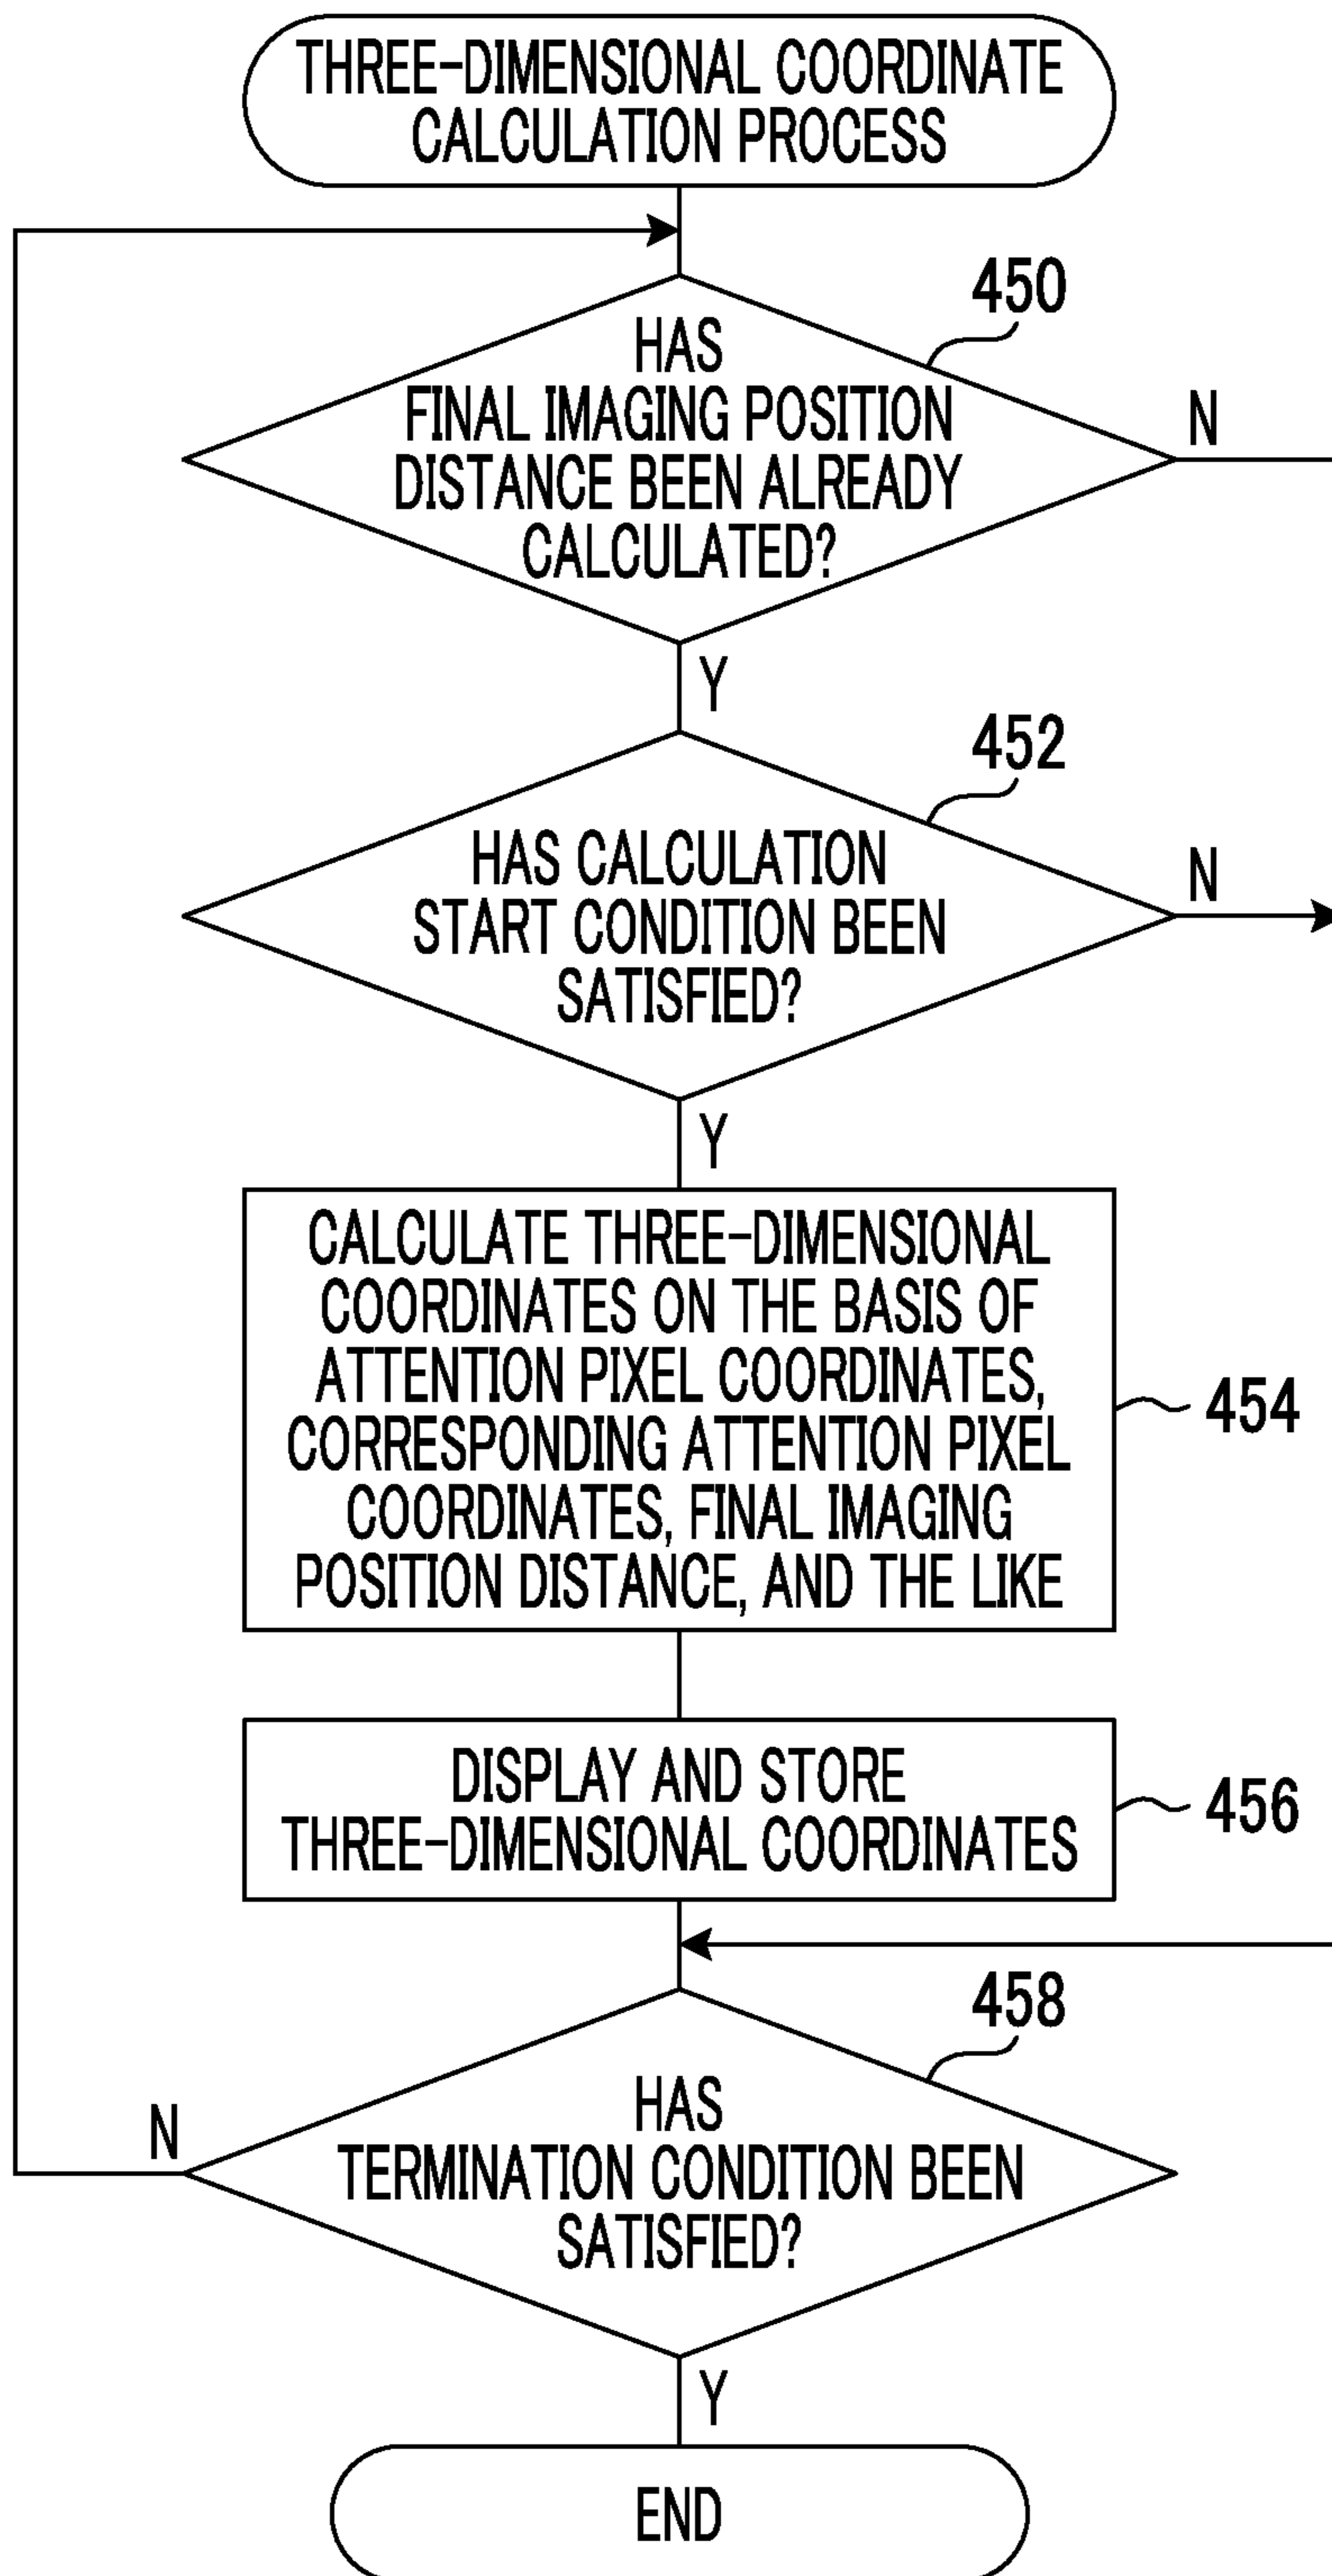 THREE-DIMENSIONAL COORDINATE
CALCULATION PROCESS
450
HAS
FINAL IMAGING POSITION
DISTANCE BEEN ALREADY
CALCULATED?
N
Y
452
HAS CALCULATION
START CONDITION BEEN
SATISFIED?
N
Y
CALCULATE THREE-DIMENSIONAL
COORDINATES ON THE BASIS OF
ATTENTION PIXEL COORDINATES,
CORRESPONDING ATTENTION PIXEL
COORDINATES, FINAL IMAGING
POSITION DISTANCE, AND THE LIKE
454
DISPLAY AND STORE
THREE-DIMENSIONAL COORDINATES
456
458
HAS
TERMINATION CONDITION BEEN
SATISFIED?
N
Y
END